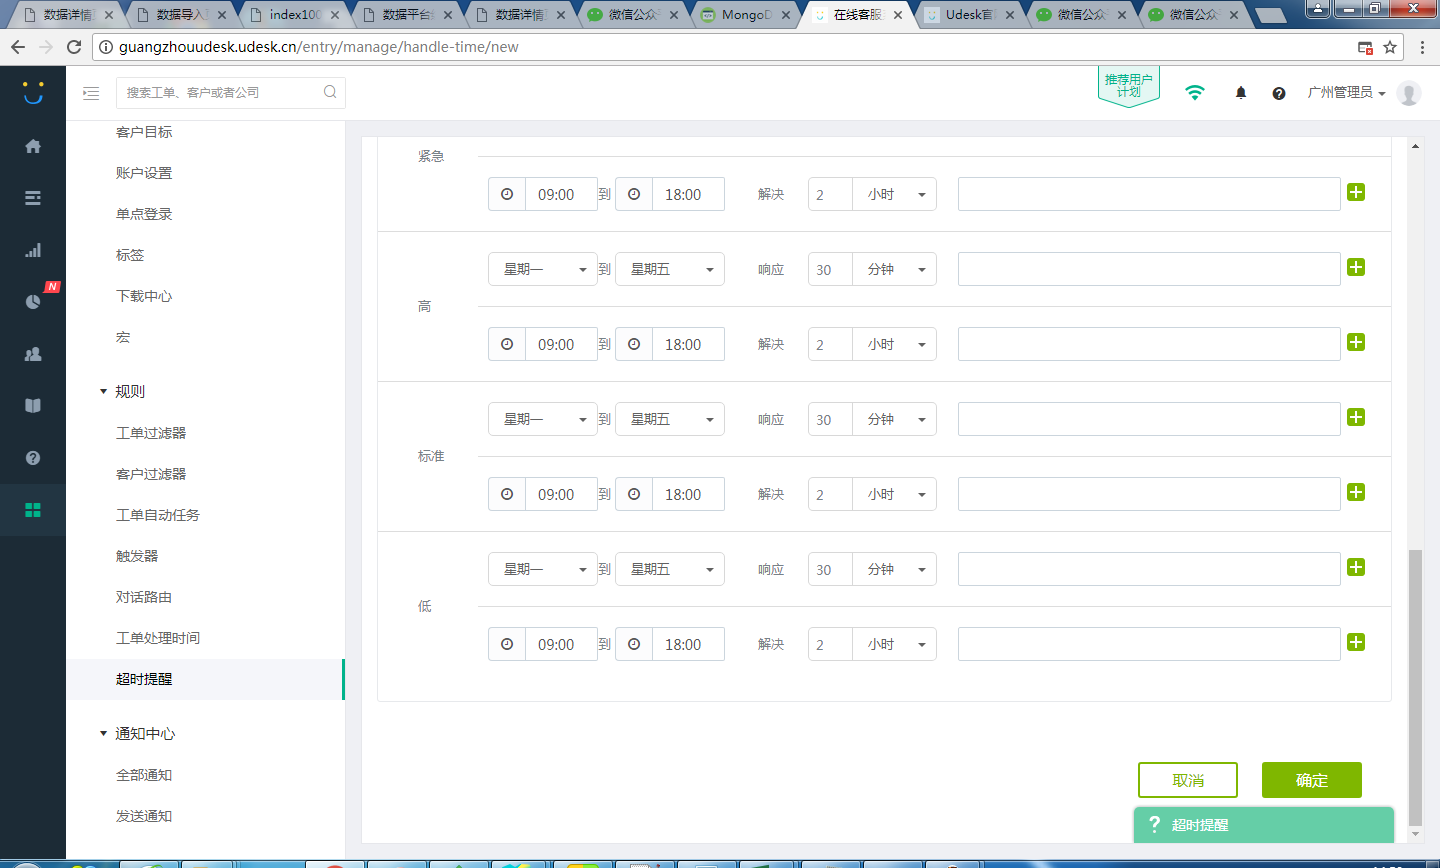 数据详情
数据导入
index100
数据平台
数据详情
微信公众
MongoD
在线客服
Udesk官
微信公众
微信公众
guangzhouudesk.udesk.cn/entry/manage/handle-time/new
搜索工单、客户或者公司
推荐用户
计划
广州管理员
N
客户目标
账户设置
单点登录
标签
下载中心
宏
规则
工单过滤器
客户过滤器
工单自动任务
触发器
对话路由
工单处理时间
超时提醒
通知中心
全部通知
发送通知
紧急
09:00 到 18:00 解决 2 小时
星期一 到 星期五 响应 30 分钟
高
09:00 到 18:00 解决 2 小时
星期一 到 星期五 响应 30 分钟
标准
09:00 到 18:00 解决 2 小时
星期一 到 星期五 响应 30 分钟
低
09:00 到 18:00 解决 2 小时
取消 确定
? 超时提醒